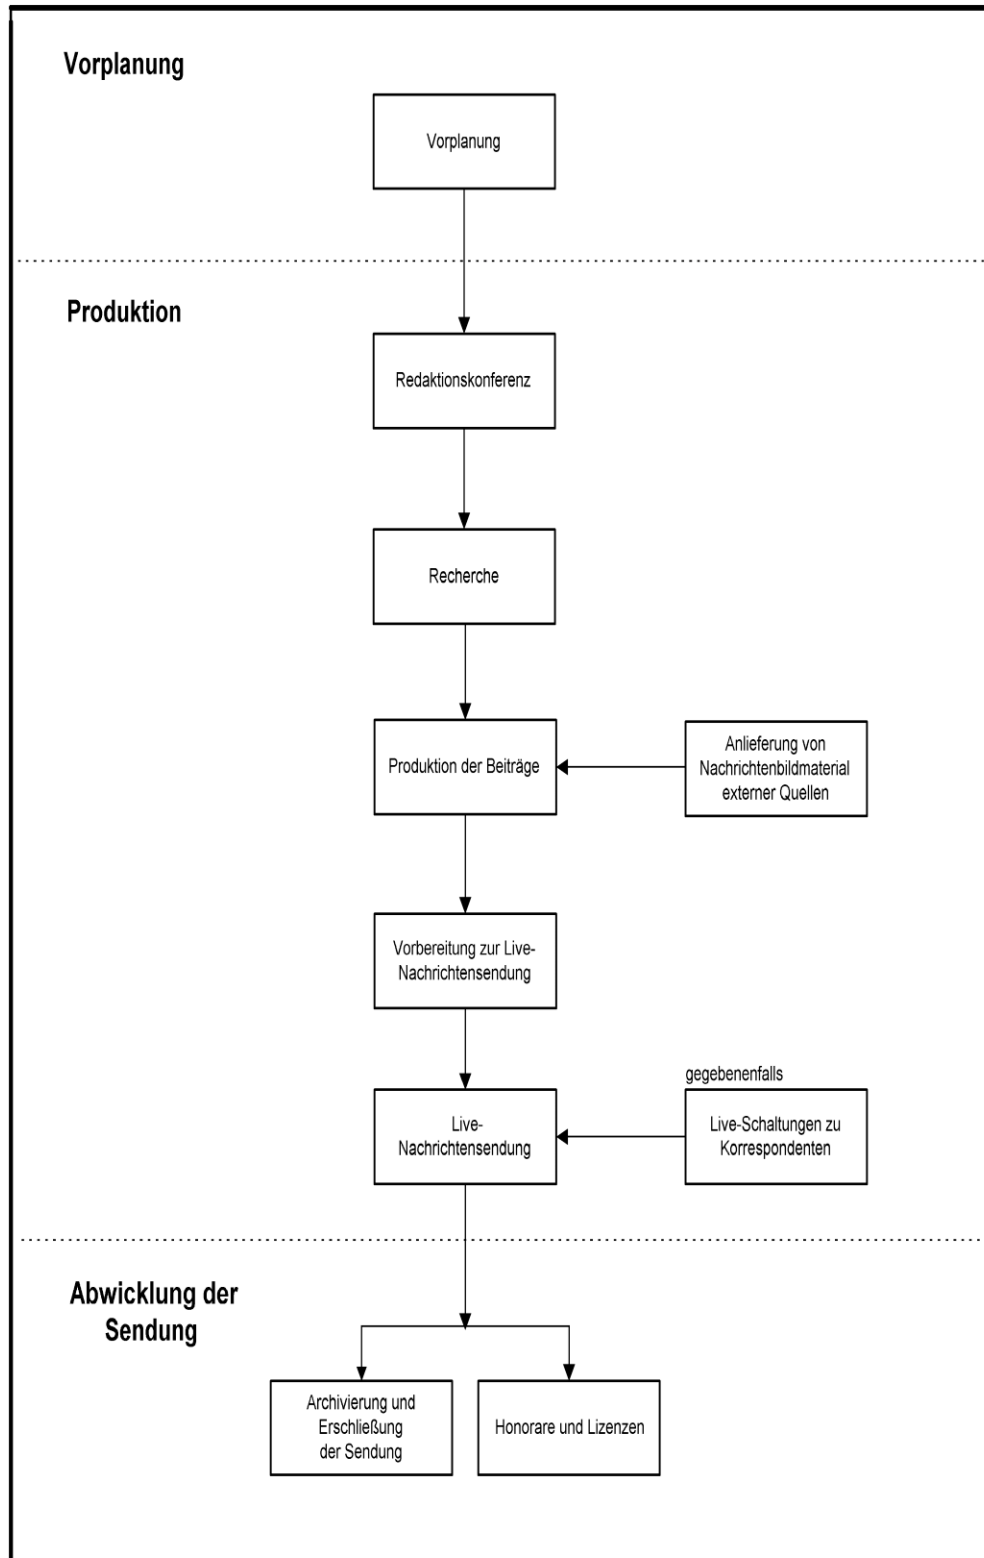 Vorplanung
Vorplanung
Produktion
Redaktionskonferenz
Recherche
Produktion der Beiträge
Anlieferung von
Nachrichtenbildmaterial
externer Quellen
Vorbereitung zur Live-
Nachrichtensendung
gegebenenfalls
Live-
Nachrichtensendung
Live-Schaltungen zu
Korrespondenten
Abwicklung der
Sendung
Archivierung und
Erschließung
der Sendung
Honorare und Lizenzen